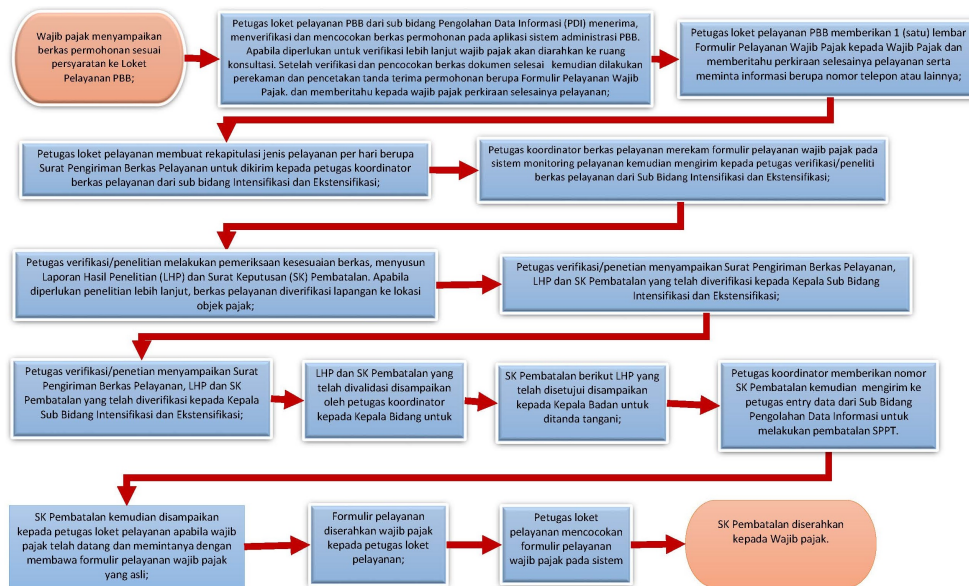 Wajib pajak menyampaikan
berkas permohonan sesuai
persyaratan ke Loket
Pelayanan PBB;
Petugas loket pelayanan PBB dari sub bidang Pengolahan Data Informasi (PDI) menerima,
menverifikasi dan mencocokan berkas permohonan pada aplikasi sistem administrasi PBB.
Apabila diperlukan untuk verifikasi lebih lanjut wajib pajak akan diarahkan ke ruang
konsultasi. Setelah verifikasi dan pencocokan berkas dokumen selesai  kemudian dilakukan
perekaman dan pencetakan tanda terima permohonan berupa Formulir Pelayanan Wajib
Pajak. dan memberitahu kepada wajib pajak perkiraan selesainya pelayanan;
Petugas loket pelayanan PBB memberikan 1 (satu) lembar
Formulir Pelayanan Wajib Pajak kepada Wajib Pajak dan
memberitahu perkiraan selesainya pelayanan serta
meminta informasi berupa nomor telepon atau lainnya;
Petugas loket pelayanan membuat rekapitulasi jenis pelayanan per hari berupa
Surat Pengiriman Berkas Pelayanan untuk dikirim kepada petugas koordinator
berkas pelayanan dari sub bidang Intensifikasi dan Ekstensifikasi;
Petugas koordinator berkas pelayanan merekam formulir pelayanan wajib pajak pada
sistem monitoring pelayanan kemudian mengirim kepada petugas verifikasi/peneliti
berkas pelayanan dari Sub Bidang Intensifikasi dan Ekstensifikasi;
Petugas verifikasi/penelitian melakukan pemeriksaan kesesuaian berkas, menyusun
Laporan Hasil Penelitian (LHP) dan Surat Keputusan (SK) Pembatalan. Apabila
diperlukan penelitian lebih lanjut, berkas pelayanan diverifikasi lapangan ke lokasi
objek pajak;
Petugas verifikasi/penetian menyampaikan Surat Pengiriman Berkas Pelayanan,
LHP dan SK Pembatalan yang telah diverifikasi kepada Kepala Sub Bidang
Intensifikasi dan Ekstensifikasi;
Petugas verifikasi/penetian menyampaikan Surat
Pengiriman Berkas Pelayanan, LHP dan SK
Pembatalan yang telah diverifikasi kepada Kepala
Sub Bidang Intensifikasi dan Ekstensifikasi;
LHP dan SK Pembatalan yang
telah divalidasi disampaikan
oleh petugas koordinator
kepada Kepala Bidang untuk
SK Pembatalan berikut LHP yang
telah disetujui disampaikan
kepada Kepala Badan untuk
ditanda tangani;
Petugas koordinator memberikan nomor
SK Pembatalan kemudian  mengirim ke
petugas entry data dari Sub Bidang
Pengolahan Data Informasi untuk
melakukan pembatalan SPPT.
SK Pembatalan kemudian disampaikan
kepada petugas loket pelayanan apabila wajib
pajak telah datang dan memintanya dengan
membawa formulir pelayanan wajib pajak
yang asli;
Formulir pelayanan
diserahkan wajib pajak
kepada petugas loket
pelayanan;
Petugas loket
pelayanan mencocokan
formulir pelayanan
wajib pajak pada sistem
SK Pembatalan diserahkan
kepada Wajib pajak.